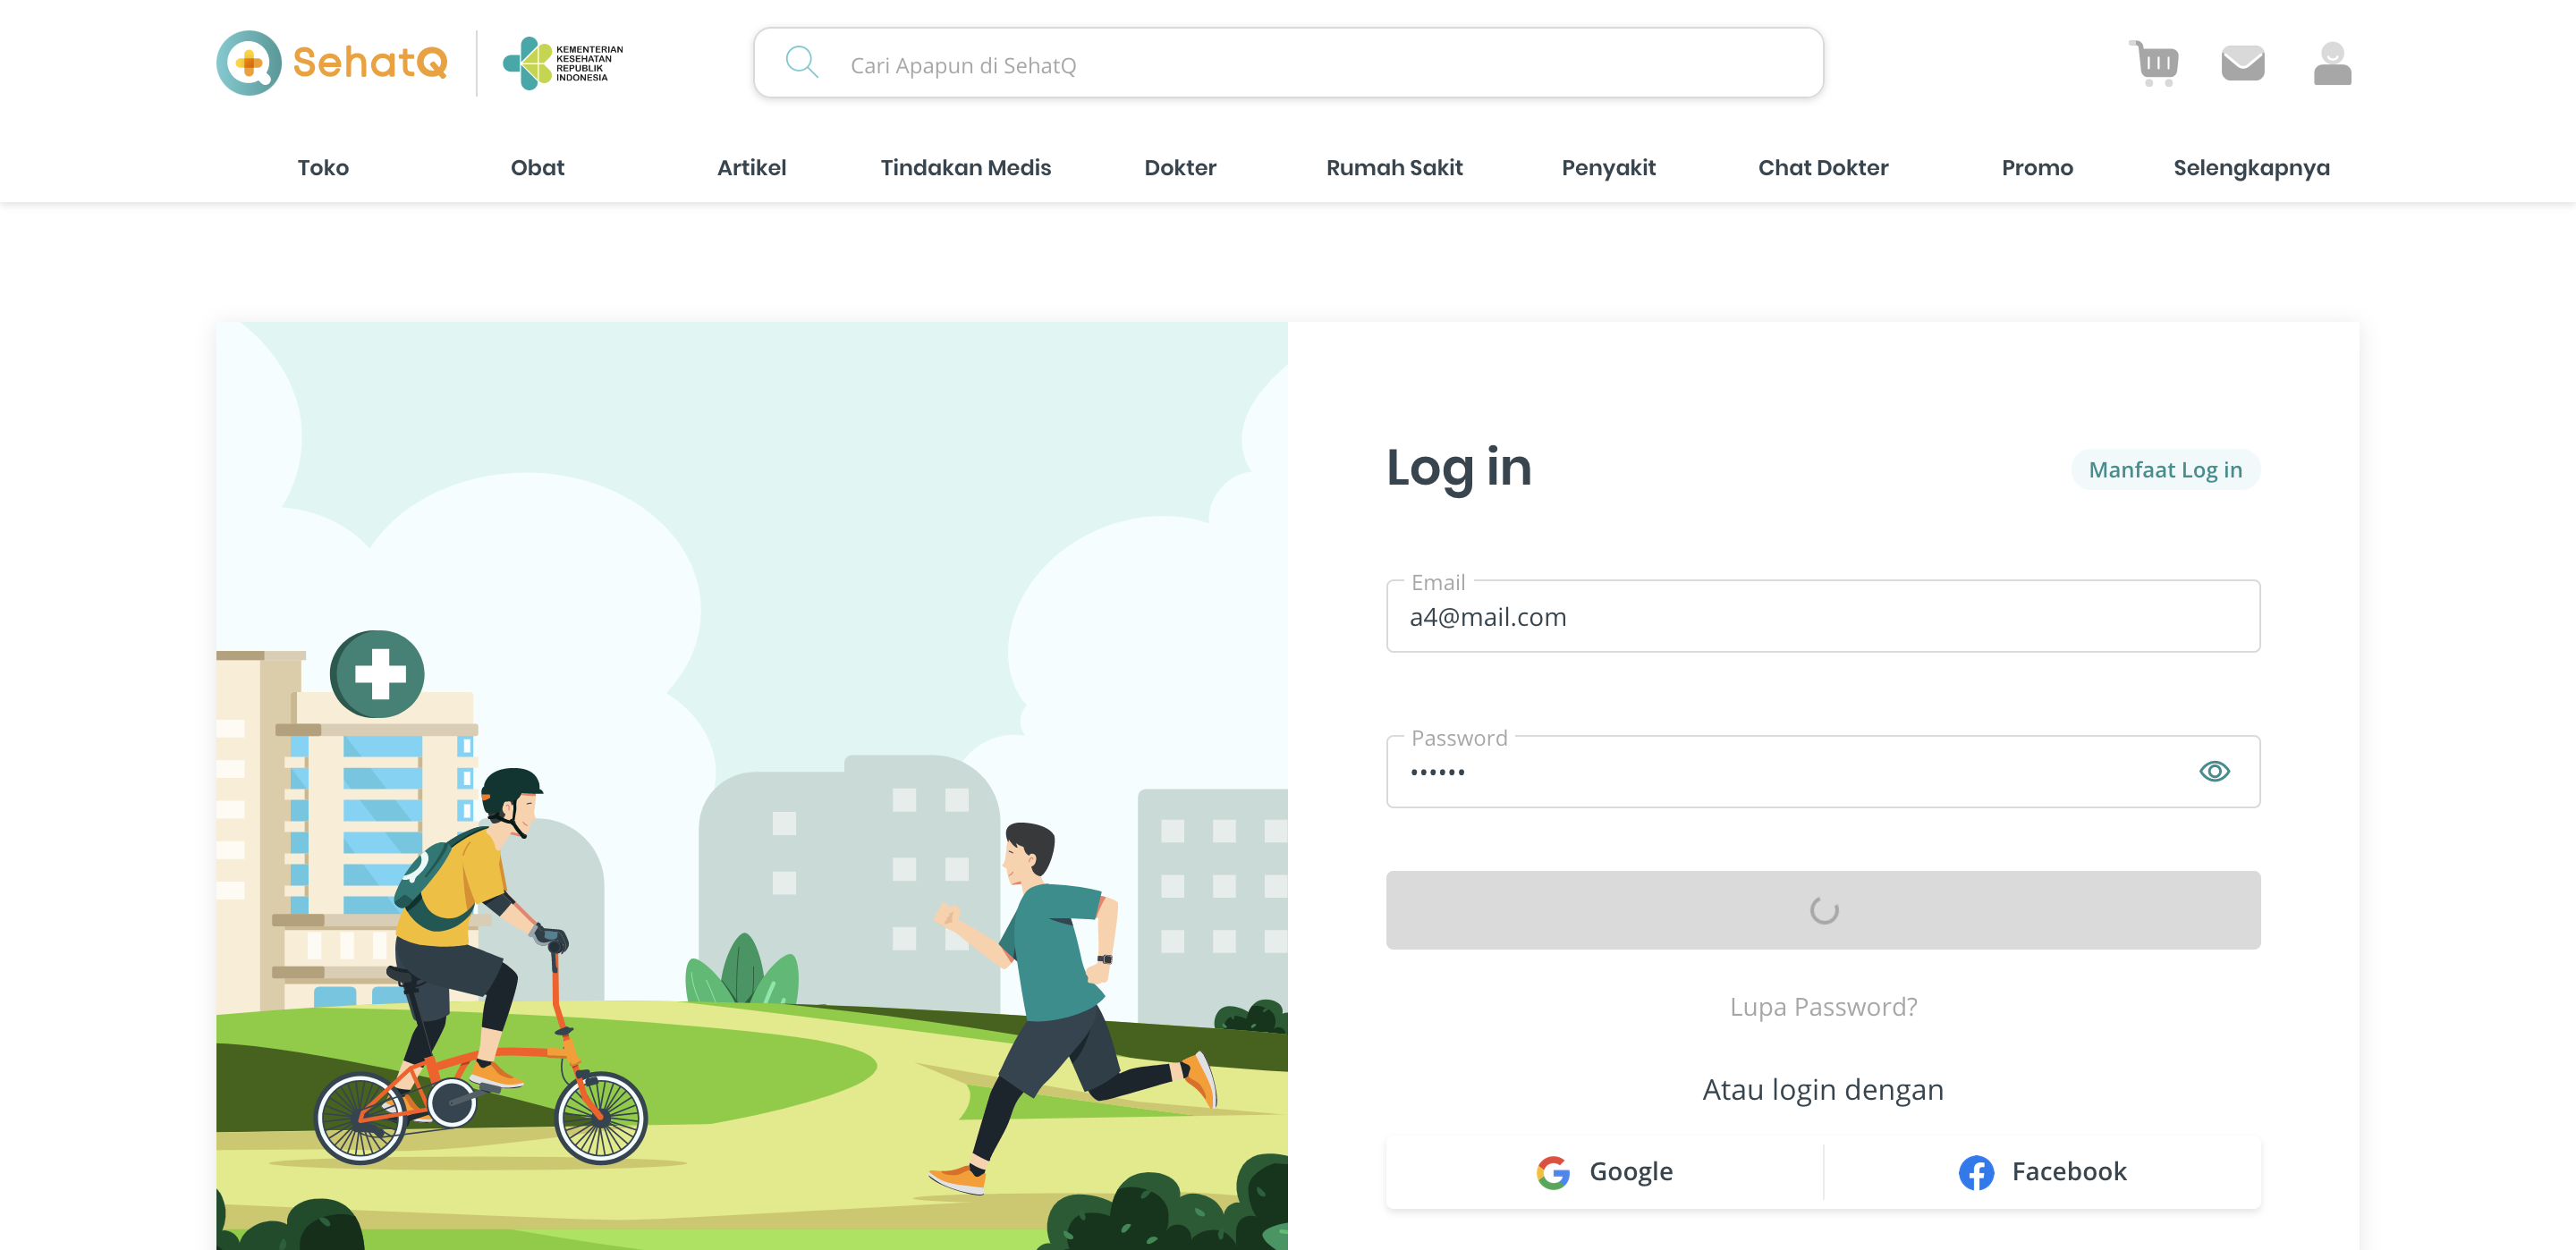 SehatQ
KEMENTERIAN
KESEHATAN
REPUBLIK
INDONESIA
Cari Apapun di SehatQ
Toko Obat Artikel Tindakan Medis Dokter Rumah Sakit Penyakit Chat Dokter Promo Selengkapnya
Log in
Manfaat Log in
Email
a4@mail.com
Password
••••••
Lupa Password?
Atau login dengan
Google Facebook